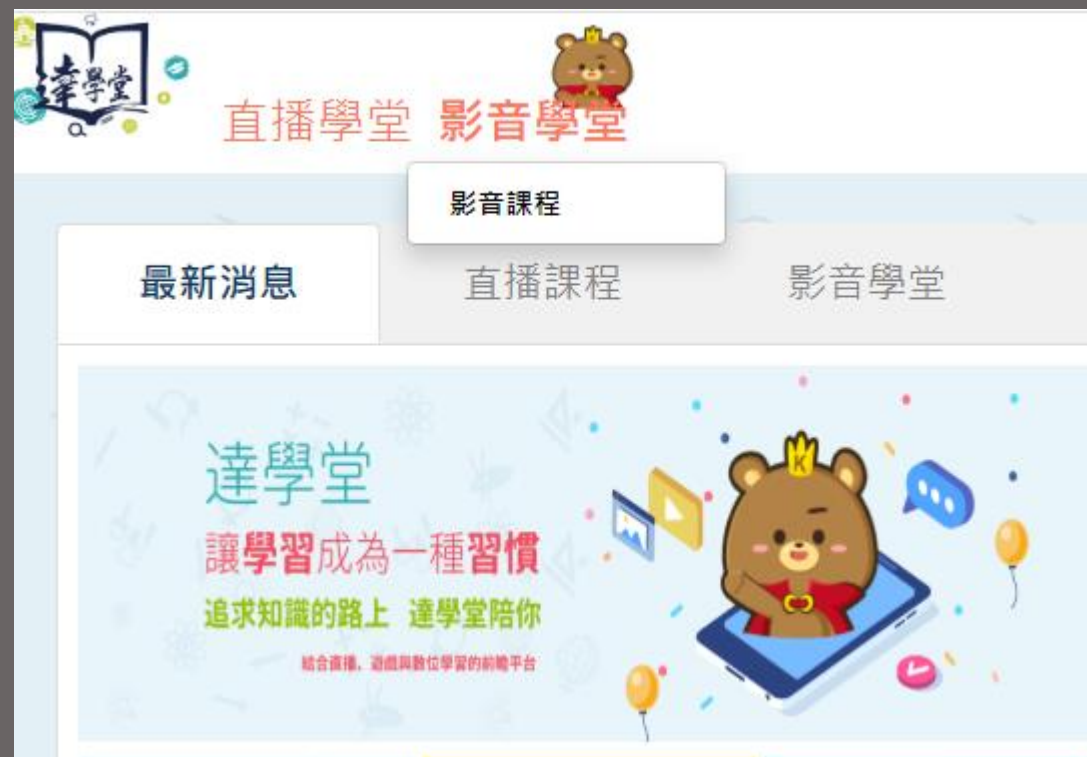 達學堂
直播學堂 影音學堂
影音課程
最新消息 直播課程 影音學堂
達學堂
讓學習成為一種習慣
追求知識的路上 達學堂陪你
結合直播、遊戲與數位學習的前瞻平台
K